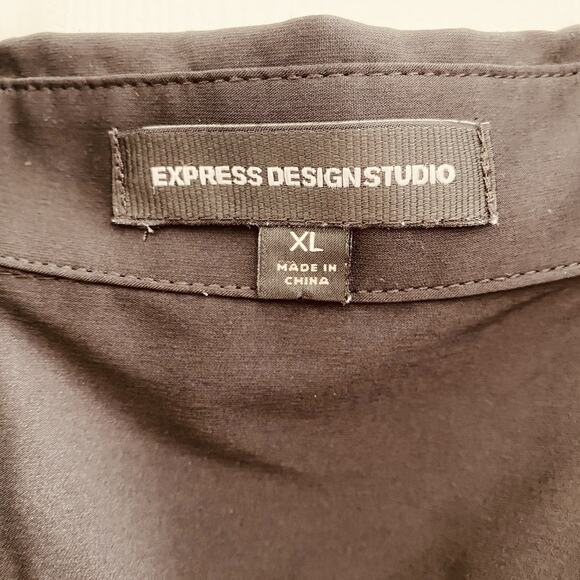 EXPRESS DESIGN STUDIO
XL
MADE IN
CHINA